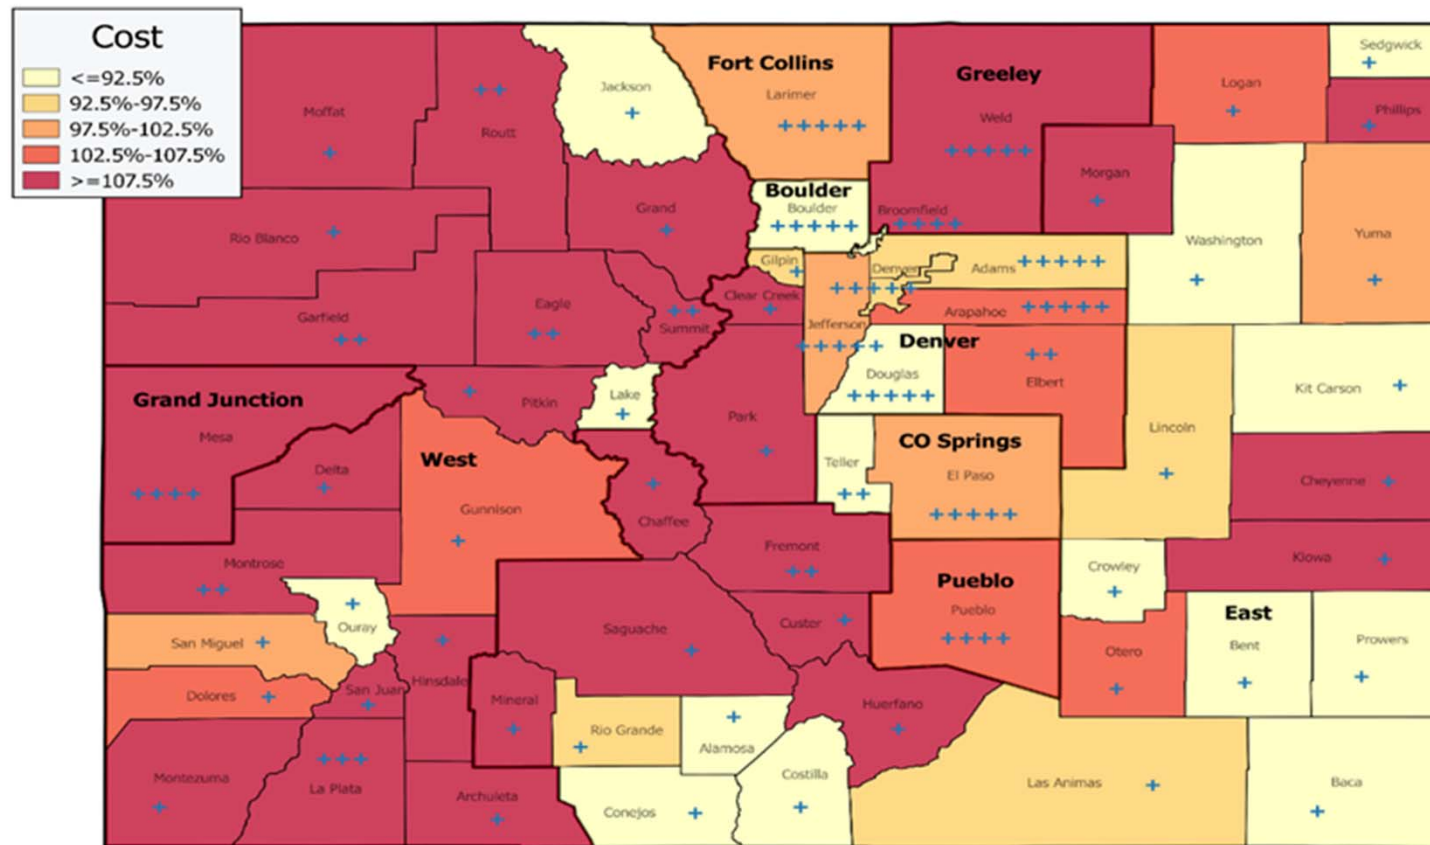 Cost
<=92.5%
92.5%-97.5%
97.5%-102.5%
102.5%-107.5%
>=107.5%
Sedgwick
+
Fort Collins
Greeley
Logan
+
Jackson
+
Larimer
+++++
Moffat
+
++
Routt
Weld
+++++
Phillips
+
Morgan
+
Boulder
Boulder
+++++
Broomfield
++++
Grand
+
Rio Blanco
+
Washington
+
Yuma
+
Gilpin
+
Denver
+++++
Adams
+++++
Clear Creek
+
Eagle
++
Garfield
++
++
Summit
Arapahoe
+++++
Jefferson
+++++
Denver
++
Elbert
Douglas
+++++
Kit Carson
+
Grand Junction
Mesa
++++
+
Pitkin
Lake
+
Park
+
Lincoln
+
CO Springs
El Paso
+++++
Teller
++
West
Gunnison
+
Delta
+
+
Chaffee
Cheyenne
+
Fremont
++
Kiowa
+
Montrose
++
Pueblo
Pueblo
++++
Crowley
+
East
Bent
+
Prowers
+
+
Ouray
San Miguel
+
Saguache
+
Custer
+
Otero
+
Dolores
+
San Juan
+
+
Hinsdale
Mineral
+
Huerfano
+
Rio Grande
+
+
Alamosa
Montezuma
+
+++
La Plata
Archuleta
+
Conejos
+
Costilla
+
Las Animas
+
Baca
+